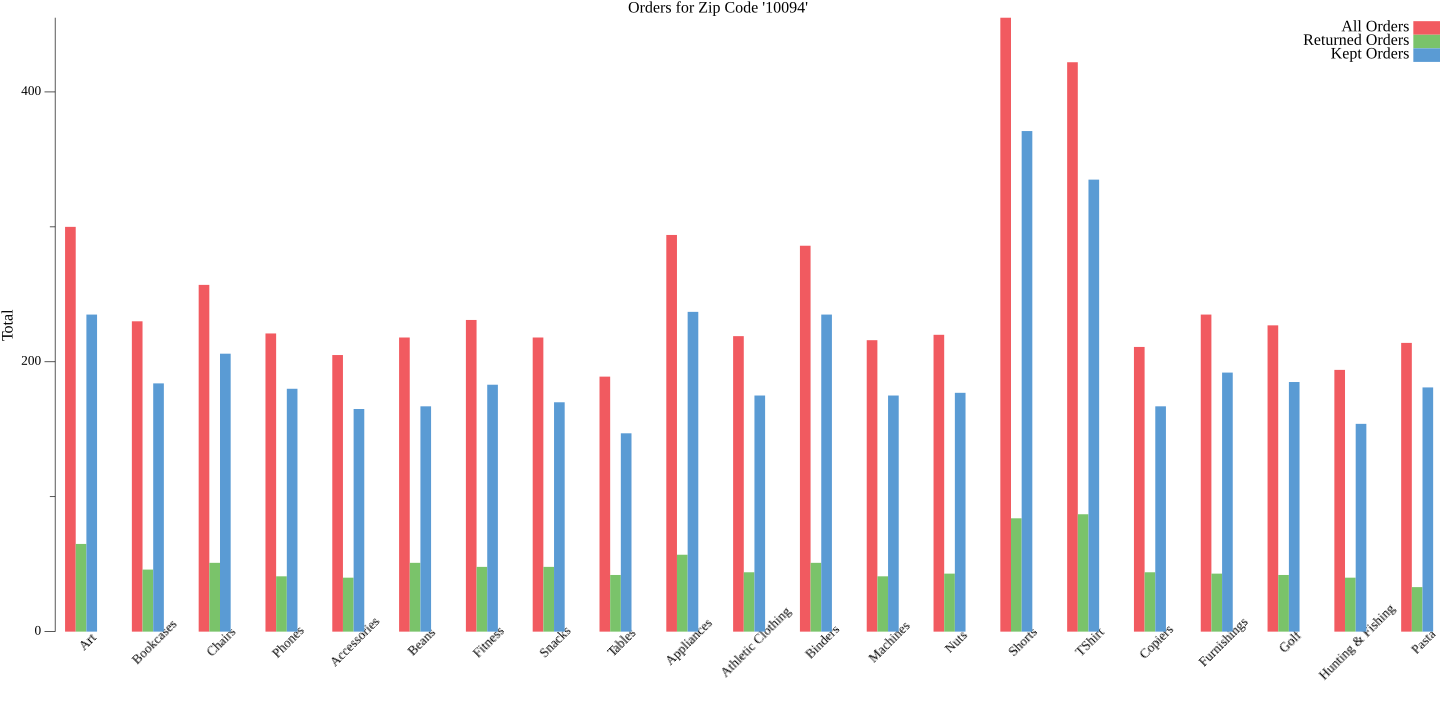 Orders for Zip Code '10094'
All Orders
Returned Orders
Kept Orders
Total
400
200
0
Art
Bookcases
Chairs
Phones
Accessories
Beans
Fitness
Snacks
Tables
Appliances
Athletic Clothing
Binders
Machines
Nuts
Shorts
TShirt
Copiers
Furnishings
Golf
Hunting & Fishing
Pasta